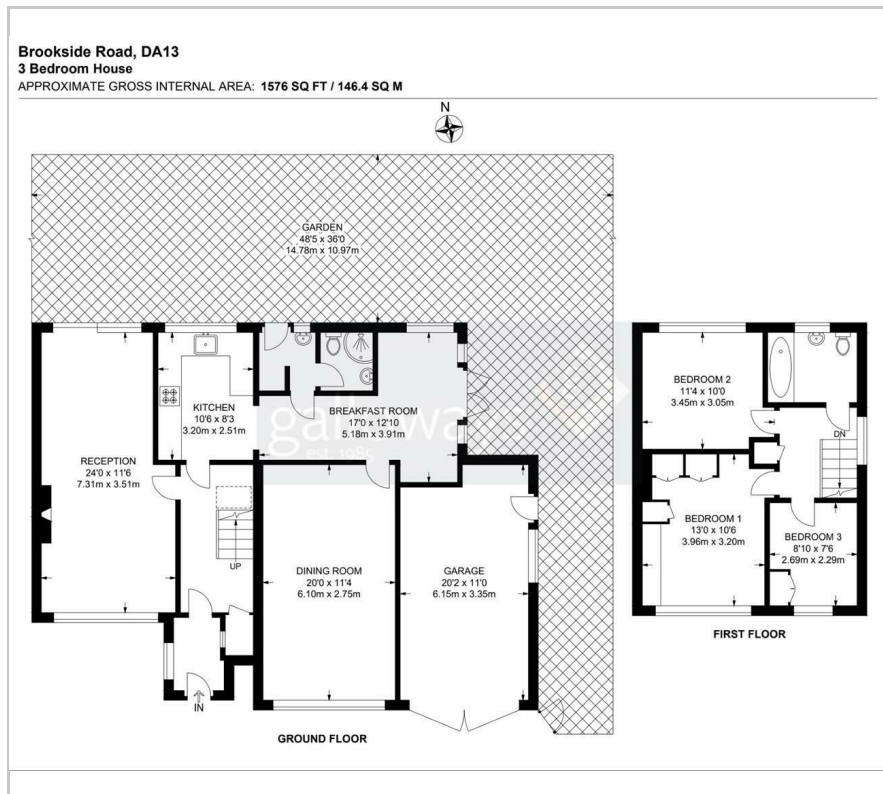 Brookside Road, DA13
3 Bedroom House
APPROXIMATE GROSS INTERNAL AREA: 1576 SQ FT / 146.4 SQ M
N
GARDEN
48'5 x 36'0
14.78m x 10.97m
KITCHEN
10'6 x 8'3
3.20m x 2.51m
BREAKFAST ROOM
17'0 x 12'10
5.18m x 3.91m
est. 1985
RECEPTION
24'0 x 11'6
7.31m x 3.51m
UP
DINING ROOM
20'0 x 11'4
6.10m x 2.75m
GARAGE
20'2 x 11'0
6.15m x 3.35m
IN
GROUND FLOOR
BEDROOM 2
11'4 x 10'0
3.45m x 3.05m
DN
BEDROOM 1
13'0 x 10'6
3.96m x 3.20m
BEDROOM 3
8'10 x 7'6
2.69m x 2.29m
FIRST FLOOR